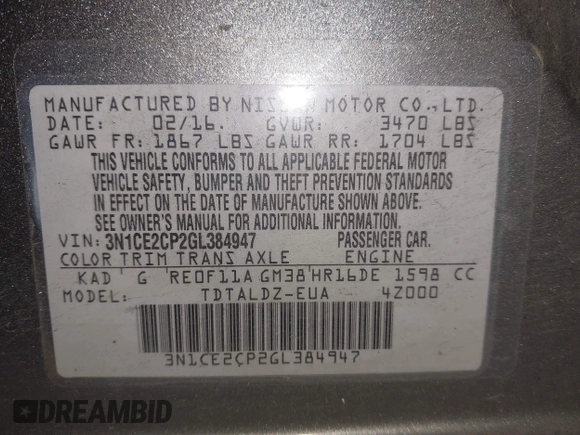 MANUFACTURED BY NISSAN MOTOR CO.,LTD.
DATE: 02/16. GVWR: 3470 LBS
GAWR FR: 1867 LBS GAWR RR: 1704 LBS
THIS VEHICLE CONFORMS TO ALL APPLICABLE FEDERAL MOTOR
VEHICLE SAFETY, BUMPER AND THEFT PREVENTION STANDARDS
IN EFFECT ON THE DATE OF MANUFACTURE SHOWN ABOVE.
SEE OWNER'S MANUAL FOR ADDITIONAL INFORMATION.
VIN: 3N1CE2CP2GL384947 PASSENGER CAR.
COLOR TRIM TRANS AXLE ENGINE
KAD G RE0F11A GM38 HR16DE 1598 CC
MODEL: TDTALDZ-EUA 4Z000
3N1CE2CP2GL384947
DREAMBID